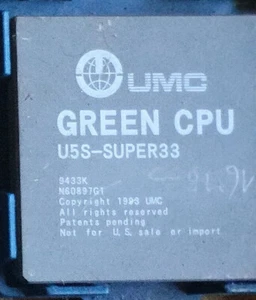 UMC
GREEN CPU
U5S-SUPER33
9433K
N60897G1
Copyright 1993 UMC
All rights reserved
Patents pending
Not for U.S. sale or import